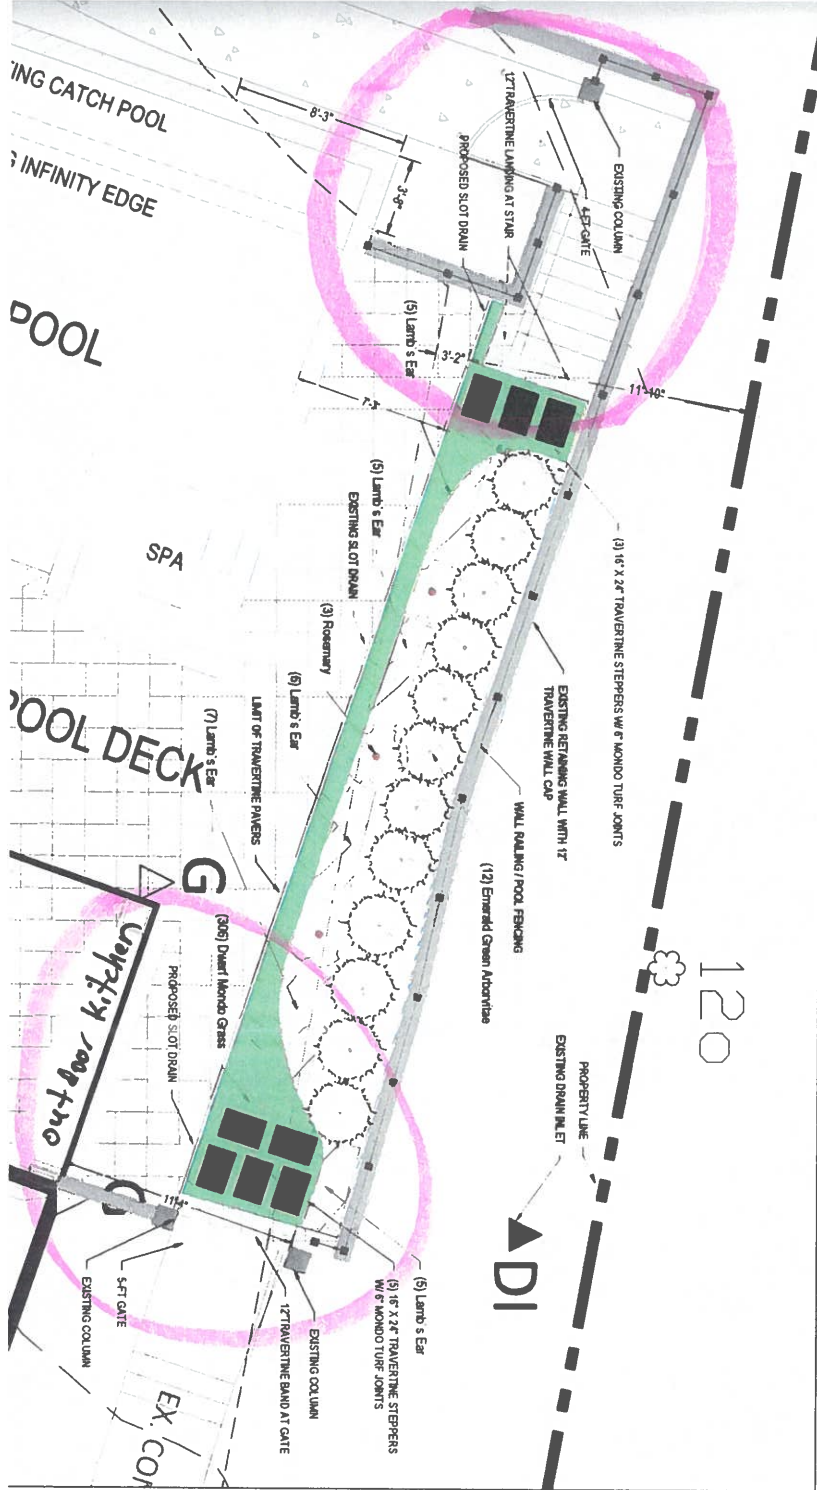 ING CATCH POOL
INFINITY EDGE
POOL
SPA
POOL DECK
8'-3"
3'-8"
12" TRAVERTINE LANDING AT STAIR
PROPOSED SLOT DRAIN
EXISTING COLUMN
4-FT GATE
(5) Lamb's Ear
3'-2"
11'-10"
(3) 16" X 24" TRAVERTINE STEPPERS W/ 6" MONDO TURF JOINTS
(5) Lamb's Ear
EXISTING SLOT DRAIN
(3) Rosemary
(6) Lamb's Ear
LIMIT OF TRAVERTINE PAVERS
(7) Lamb's Ear
EXISTING RETAINING WALL WITH 12"
TRAVERTINE WALL CAP
WALL RAILING / POOL FENCING
(12) Emerald Green Arborvitae
G
(306) Dwarf Mondo Grass
PROPOSED SLOT DRAIN
outdoor Kitchen
120
PROPERTY LINE
EXISTING DRAIN INLET
DI
G
5-FT GATE
EXISTING COLUMN
(5) Lamb's Ear
(5) 16" X 24" TRAVERTINE STEPPERS
W/ 6" MONDO TURF JOINTS
EXISTING COLUMN
12" TRAVERTINE BAND AT GATE
EX. CO